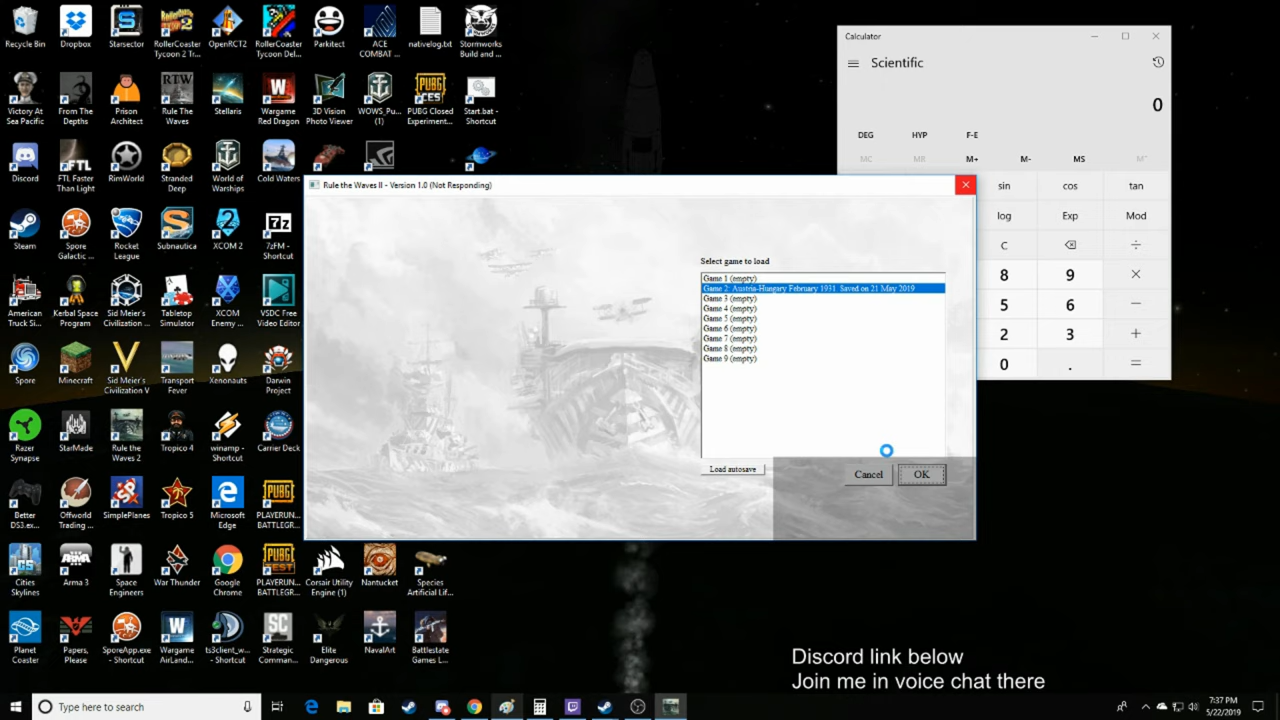 Recycle Bin
Dropbox
Starsector
RollerCoaster Tycoon 2 Tr...
OpenRCT2
RollerCoaster Tycoon Del...
Parkitect
ACE COMBAT ...
nativelog.txt
Stormworks Build and ...
Victory At Sea Pacific
From The Depths
Prison Architect
RTW
Rule The Waves
Stellaris
Wargame Red Dragon
3D Vision Photo Viewer
WOWS_Pu... (1)
PUBG Closed Experiment...
Start.bat - Shortcut
Discord
FTL Faster Than Light
RimWorld
Stranded Deep
World of Warships
Cold Waters
Steam
Spore Galactic ...
Rocket League
Subnautica
XCOM 2
7zFM - Shortcut
American Truck Si...
Kerbal Space Program
Sid Meier's Civilization ...
Tabletop Simulator
XCOM Enemy ...
VSDC Free Video Editor
Spore
Minecraft
Sid Meier's Civilization V
Transport Fever
Xenonauts
Darwin Project
Razer Synapse
StarMade
Rule the Waves 2
Tropico 4
winamp - Shortcut
Carrier Deck
Better DS3.ex...
Offworld Trading ...
SimplePlanes
Tropico 5
Microsoft Edge
PLAYERUN... BATTLEGR...
Cities Skylines
Arma 3
Space Engineers
War Thunder
Google Chrome
PLAYERUN... BATTLEGR...
Corsair Utility Engine (1)
Nantucket
Species Artificial Lif...
Planet Coaster
Papers, Please
SporeApp.exe - Shortcut
Wargame AirLand...
ts3client_w... - Shortcut
Strategic Comman...
Elite Dangerous
NavalArt
Battlestate Games L...
Calculator
Scientific
0
DEG HYP F-E
MC MR M+ M- MS
sin cos tan
log Exp Mod
C ÷
8 9 ×
5 6 −
2 3 +
0 . =
Rule the Waves II - Version 1.0 (Not Responding)
Select game to load
Game 1 (empty)
Game 2: Austria-Hungary February 1931 Saved on 21 May 2019
Game 3 (empty)
Game 4 (empty)
Game 5 (empty)
Game 6 (empty)
Game 7 (empty)
Game 8 (empty)
Game 9 (empty)
Load autosave
Cancel
OK
Discord link below
Join me in voice chat there
Type here to search
7:37 PM
5/22/2019